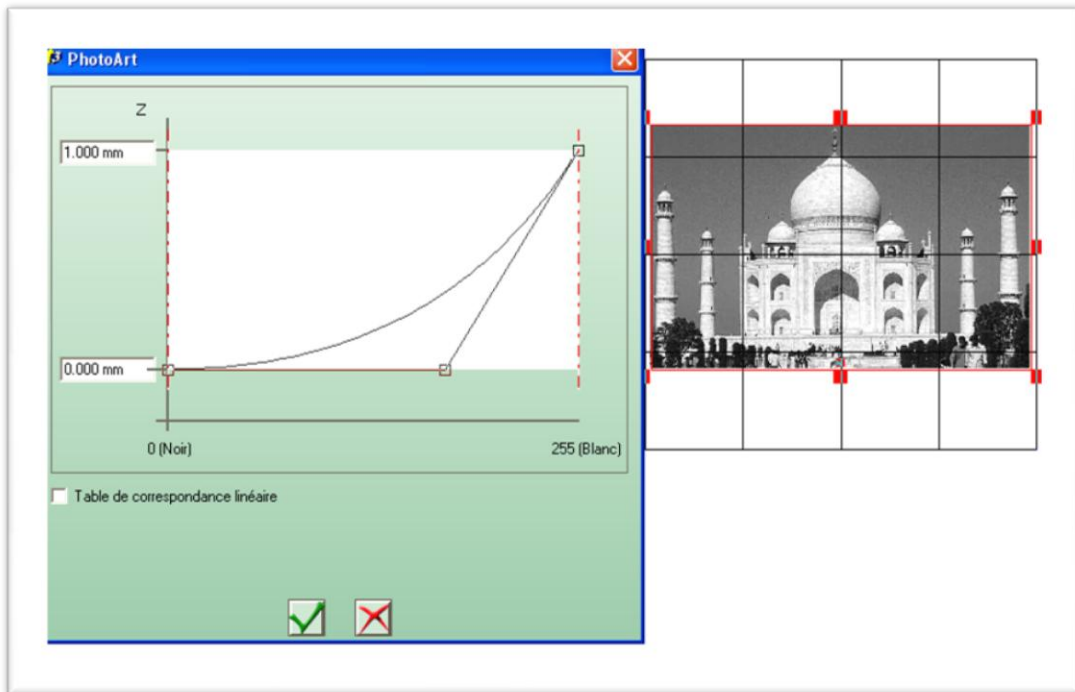 PhotoArt
Z
1.000 mm
0.000 mm
0 (Noir)
255 (Blanc)
Table de correspondance linéaire